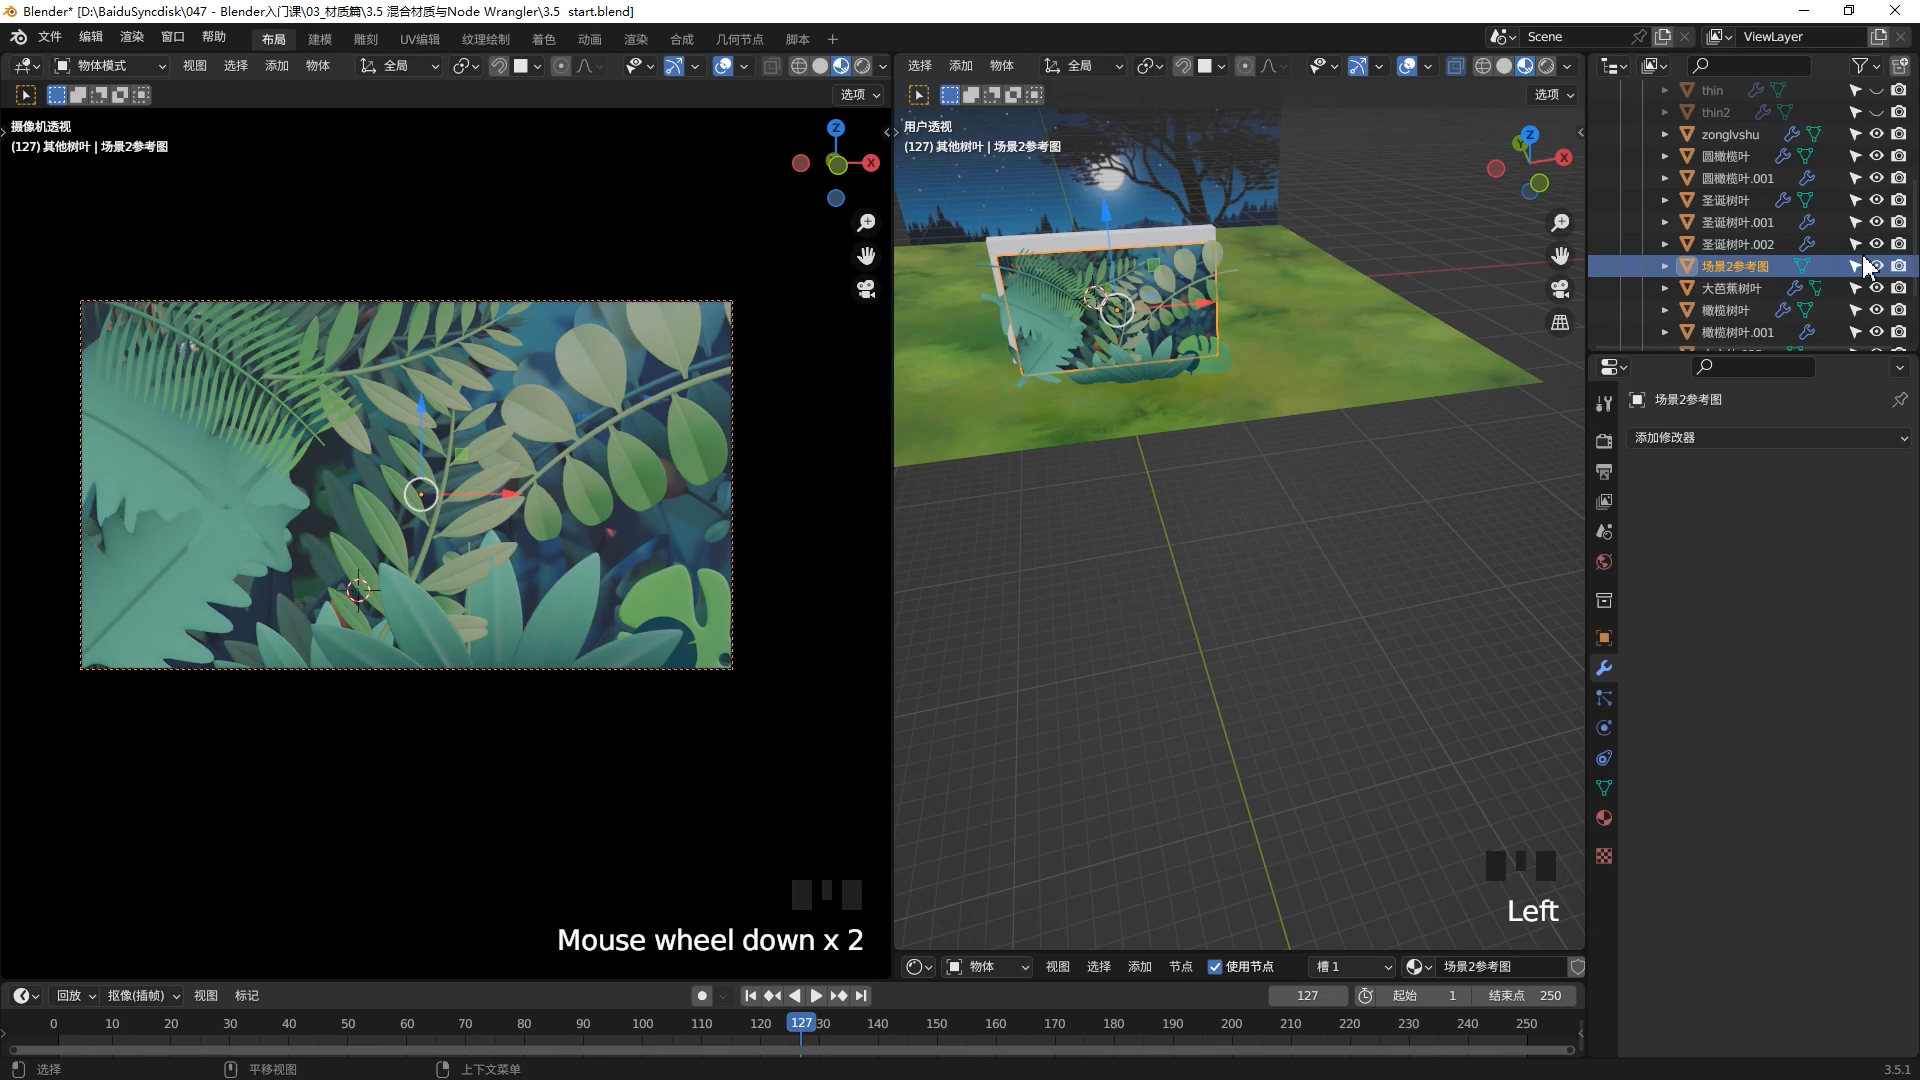 Blender* [D:\BaiduSyncdisk\047 - Blender入门课\03_材质篇\3.5 混合材质与Node Wrangler\3.5  start.blend]
文件 编辑 渲染 窗口 帮助 布局 建模 雕刻 UV编辑 纹理绘制 着色 动画 渲染 合成 几何节点 脚本 + Scene ViewLayer
物体模式 视图 选择 添加 物体 全局
选择 添加 物体 全局
选项
选项
摄像机透视
(127) 其他树叶 | 场景2参考图
用户透视
(127) 其他树叶 | 场景2参考图
Z
X
Z
Y
X
thin
thin2
zonglvshu
圆橄榄叶
圆橄榄叶.001
圣诞树叶
圣诞树叶.001
圣诞树叶.002
场景2参考图
大芭蕉树叶
橄榄树叶
橄榄树叶.001
场景2参考图
添加修改器
Mouse wheel down x 2
Left
物体 视图 选择 添加 节点 使用节点 槽 1 场景2参考图
回放 抠像(插帧) 视图 标记 127 起始 1 结束点 250
0 10 20 30 40 50 60 70 80 90 100 110 120 127 30 140 150 160 170 180 190 200 210 220 230 240 250
选择 平移视图 上下文菜单 3.5.1